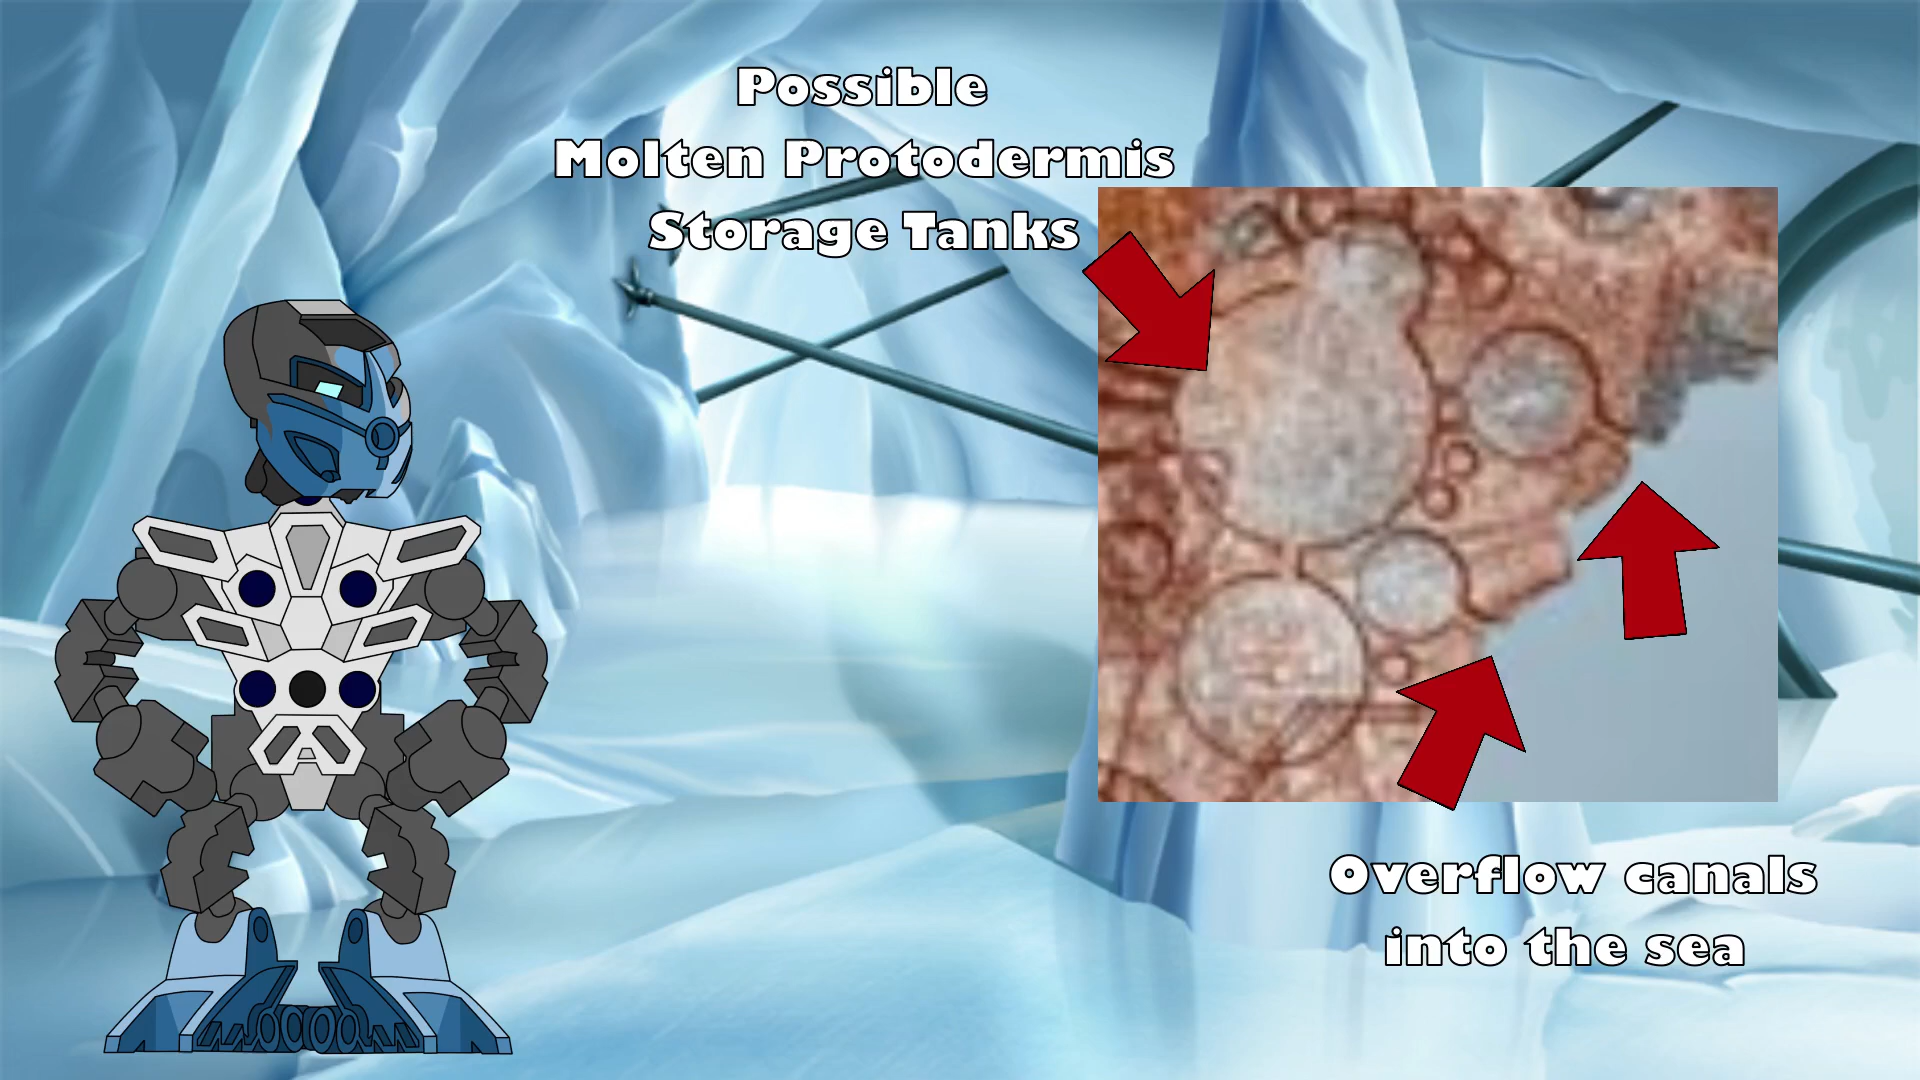 Possible
Molten Protodermis
Storage Tanks
Overflow canals
into the sea